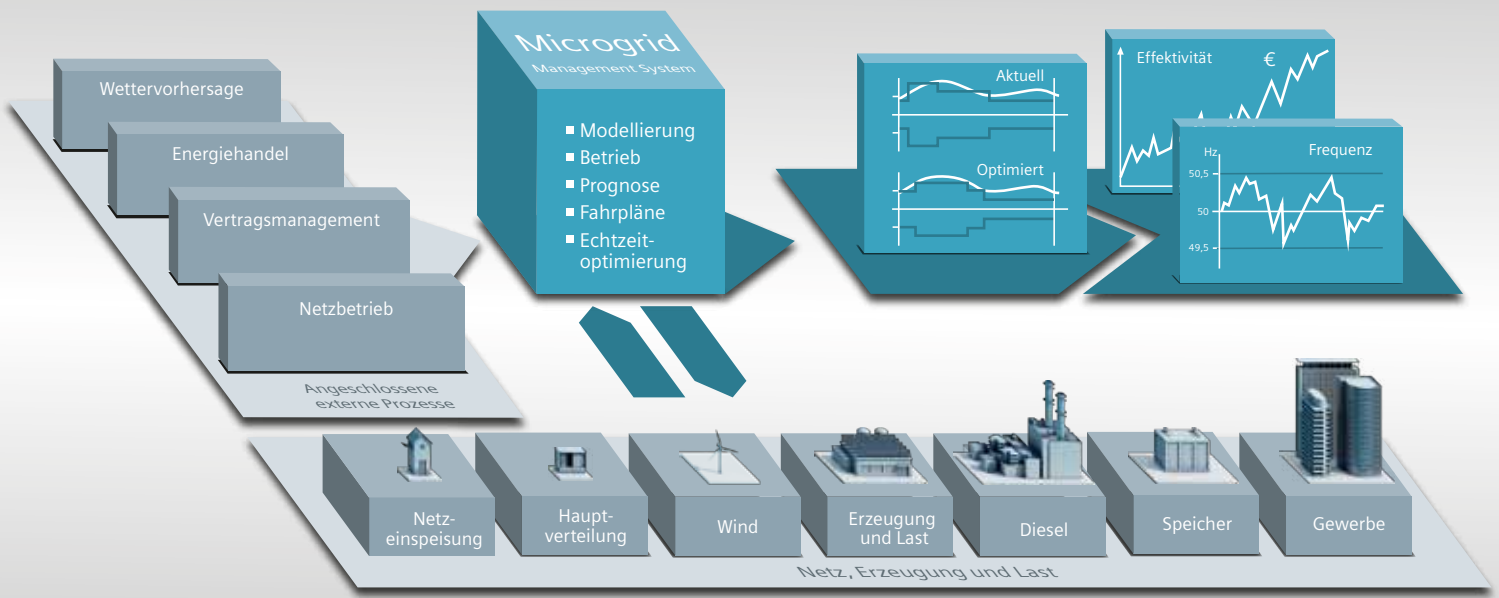 Wettervorhersage
Energiehandel
Vertragsmanagement
Netzbetrieb
Angeschlossene
externe Prozesse
Microgrid
Management System
Modellierung
Betrieb
Prognose
Fahrpläne
Echtzeit-
optimierung
Aktuell
Optimiert
Effektivität €
Hz Frequenz
50,5
50
49,5
Netz-
einspeisung
Haupt-
verteilung
Wind
Erzeugung
und Last
Diesel
Speicher
Gewerbe
Netz, Erzeugung und Last